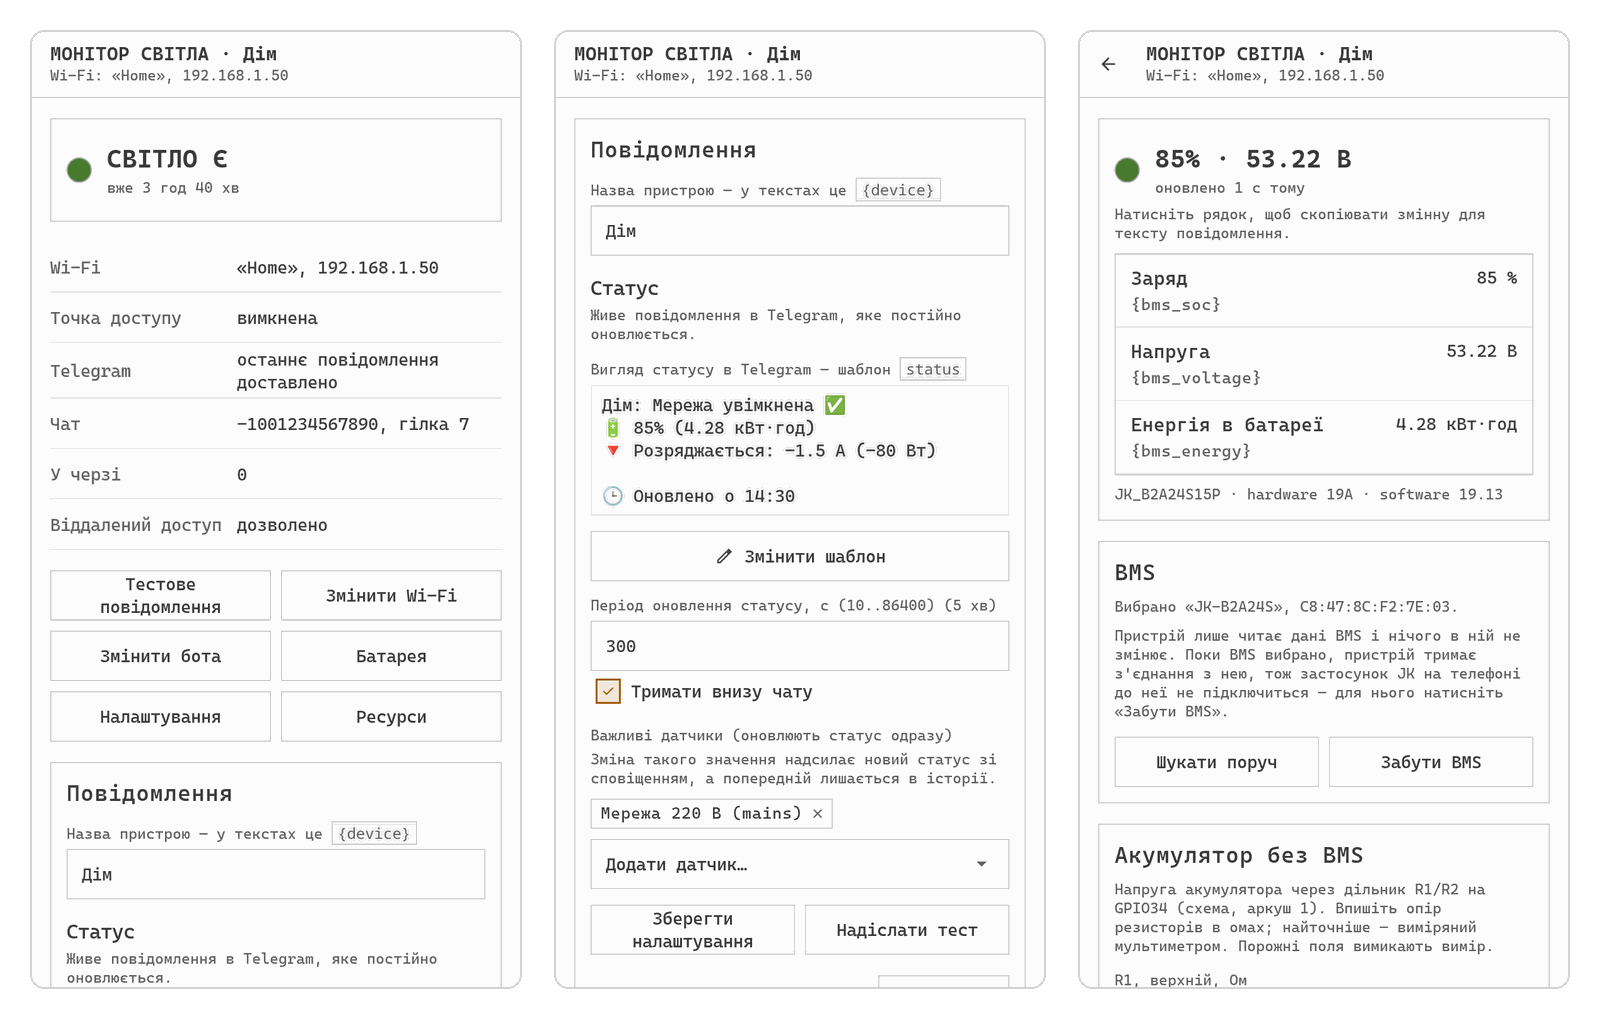 МОНІТОР СВІТЛА · Дім
Wi-Fi: «Home», 192.168.1.50
СВІТЛО Є
вже 3 год 40 хв
Wi-Fi «Home», 192.168.1.50
Точка доступу вимкнена
Telegram останнє повідомлення
доставлено
Чат -1001234567890, гілка 7
У черзі 0
Віддалений доступ дозволено
Тестове
повідомлення
Змінити Wi-Fi
Змінити бота
Батарея
Налаштування
Ресурси
Повідомлення
Назва пристрою – у текстах це {device}
Дім
Статус
Живе повідомлення в Telegram, яке постійно
оновлюється.
МОНІТОР СВІТЛА · Дім
Wi-Fi: «Home», 192.168.1.50
Повідомлення
Назва пристрою – у текстах це {device}
Дім
Статус
Живе повідомлення в Telegram, яке постійно
оновлюється.
Вигляд статусу в Telegram – шаблон status
Дім: Мережа увімкнена ✅
🔋 85% (4.28 кВт·год)
🔻 Розряджається: −1.5 А (−80 Вт)
🕒 Оновлено о 14:30
Змінити шаблон
Період оновлення статусу, с (10..86400) (5 хв)
300
Тримати внизу чату
Важливі датчики (оновлюють статус одразу)
Зміна такого значення надсилає новий статус зі
сповіщенням, а попередній лишається в історії.
Мережа 220 В (mains) ×
Додати датчик…
Зберегти
налаштування
Надіслати тест
← МОНІТОР СВІТЛА · Дім
Wi-Fi: «Home», 192.168.1.50
85% · 53.22 В
оновлено 1 с тому
Натисніть рядок, щоб скопіювати змінну для
тексту повідомлення.
Заряд 85 %
{bms_soc}
Напруга 53.22 В
{bms_voltage}
Енергія в батареї 4.28 кВт·год
{bms_energy}
JK_B2A24S15P · hardware 19A · software 19.13
BMS
Вибрано «JK-B2A24S», C8:47:8C:F2:7E:03.
Пристрій лише читає дані BMS і нічого в ній не
змінює. Поки BMS вибрано, пристрій тримає
з'єднання з нею, тож застосунок JK на телефоні
до неї не підключиться – для нього натисніть
«Забути BMS».
Шукати поруч
Забути BMS
Акумулятор без BMS
Напруга акумулятора через дільник R1/R2 на
GPIO34 (схема, аркуш 1). Впишіть опір
резисторів в омах; найточніше – виміряний
мультиметром. Порожні поля вимикають вимір.
R1, верхній, Ом